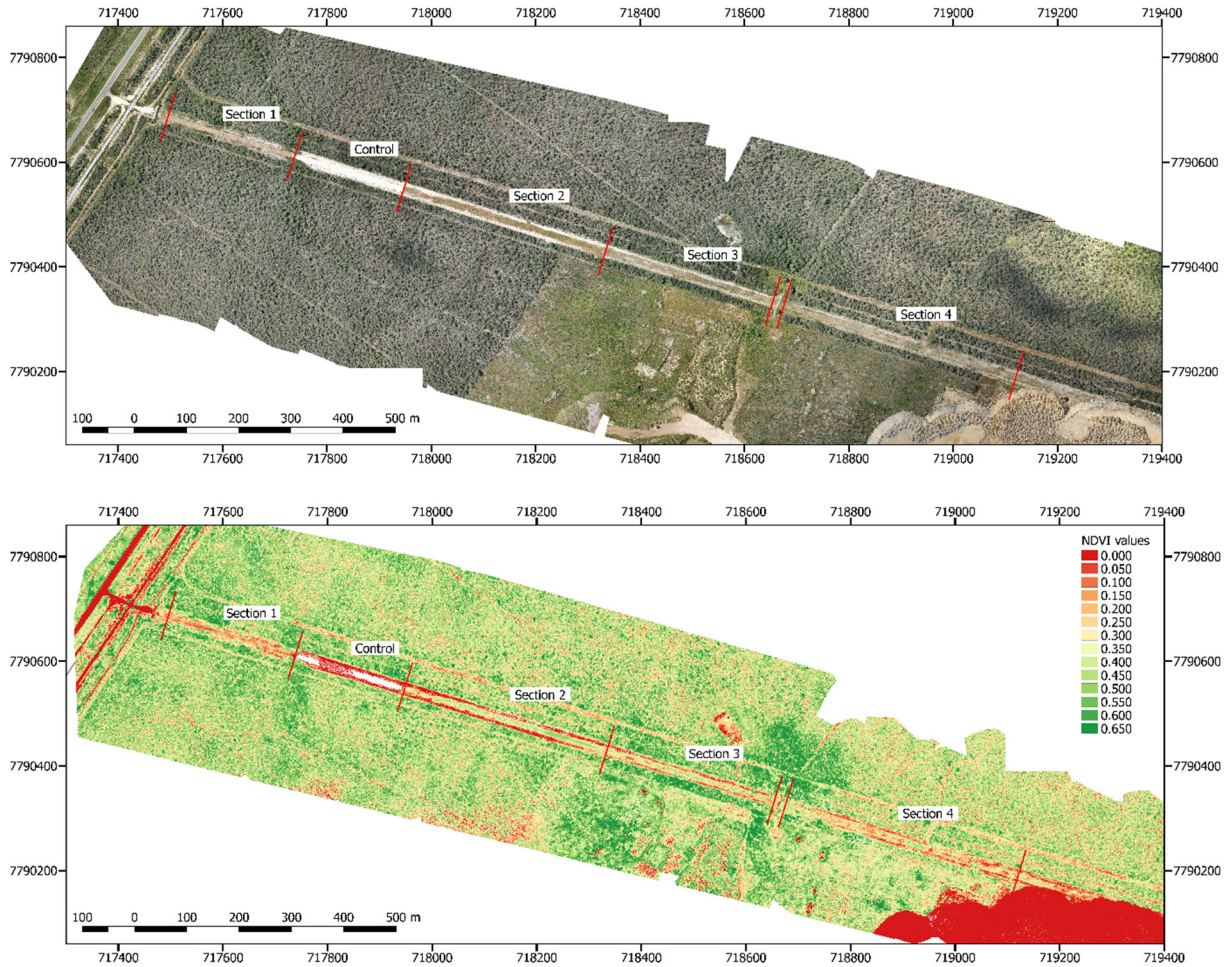 717400 717600 717800 718000 718200 718400 718600 718800 719000 719200 719400
7790800 7790800
Section 1
Control
7790600 7790600
Section 2
Section 3
7790400 7790400
Section 4
7790200 7790200
100 0 100 200 300 400 500 m
717400 717600 717800 718000 718200 718400 718600 718800 719000 719200 719400
717400 717600 717800 718000 718200 718400 718600 718800 719000 719200 719400
NDVI values
7790800 7790800
0.000
0.050
0.100
0.150
0.200
0.250
0.300
0.350
0.400
0.450
0.500
0.550
0.600
0.650
Section 1
Control
7790600 7790600
Section 2
Section 3
7790400 7790400
Section 4
7790200 7790200
100 0 100 200 300 400 500 m
717400 717600 717800 718000 718200 718400 718600 718800 719000 719200 719400